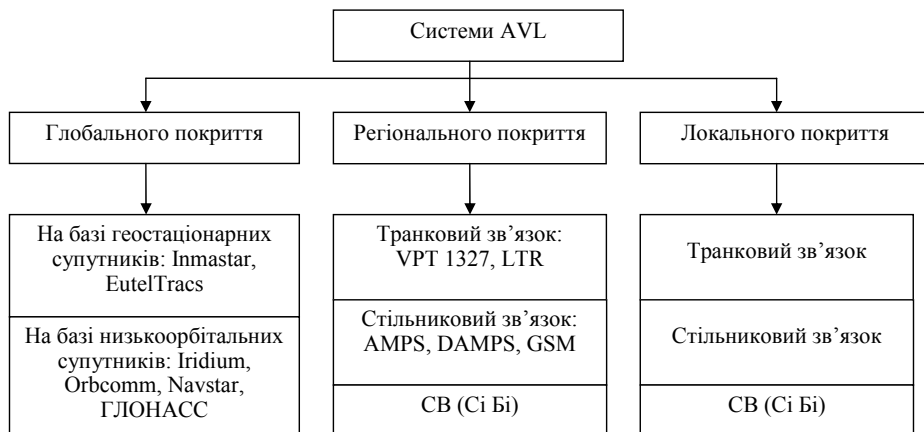 Системи AVL
Глобального покриття
Регіонального покриття
Локального покриття
На базі геостаціонарних
супутників: Inmastar,
EutelTracs
На базі низькоорбітальних
супутників: Iridium,
Orbcomm, Navstar,
ГЛОНАСС
Транковий зв’язок:
VPT 1327, LTR
Стільниковий зв’язок:
AMPS, DAMPS, GSM
СВ (Сі Бі)
Транковий зв’язок
Стільниковий зв’язок
СВ (Сі Бі)